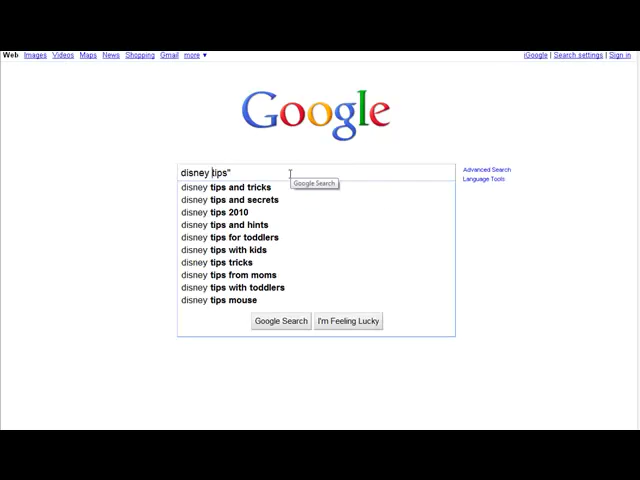 Web Images Videos Maps News Shopping Gmail more ▼ iGoogle | Search settings | Sign in
Google
disney tips"
Advanced Search
Google Search
Language Tools
disney tips and tricks
disney tips and secrets
disney tips 2010
disney tips and hints
disney tips for toddlers
disney tips with kids
disney tips tricks
disney tips from moms
disney tips with toddlers
disney tips mouse
Google Search I'm Feeling Lucky